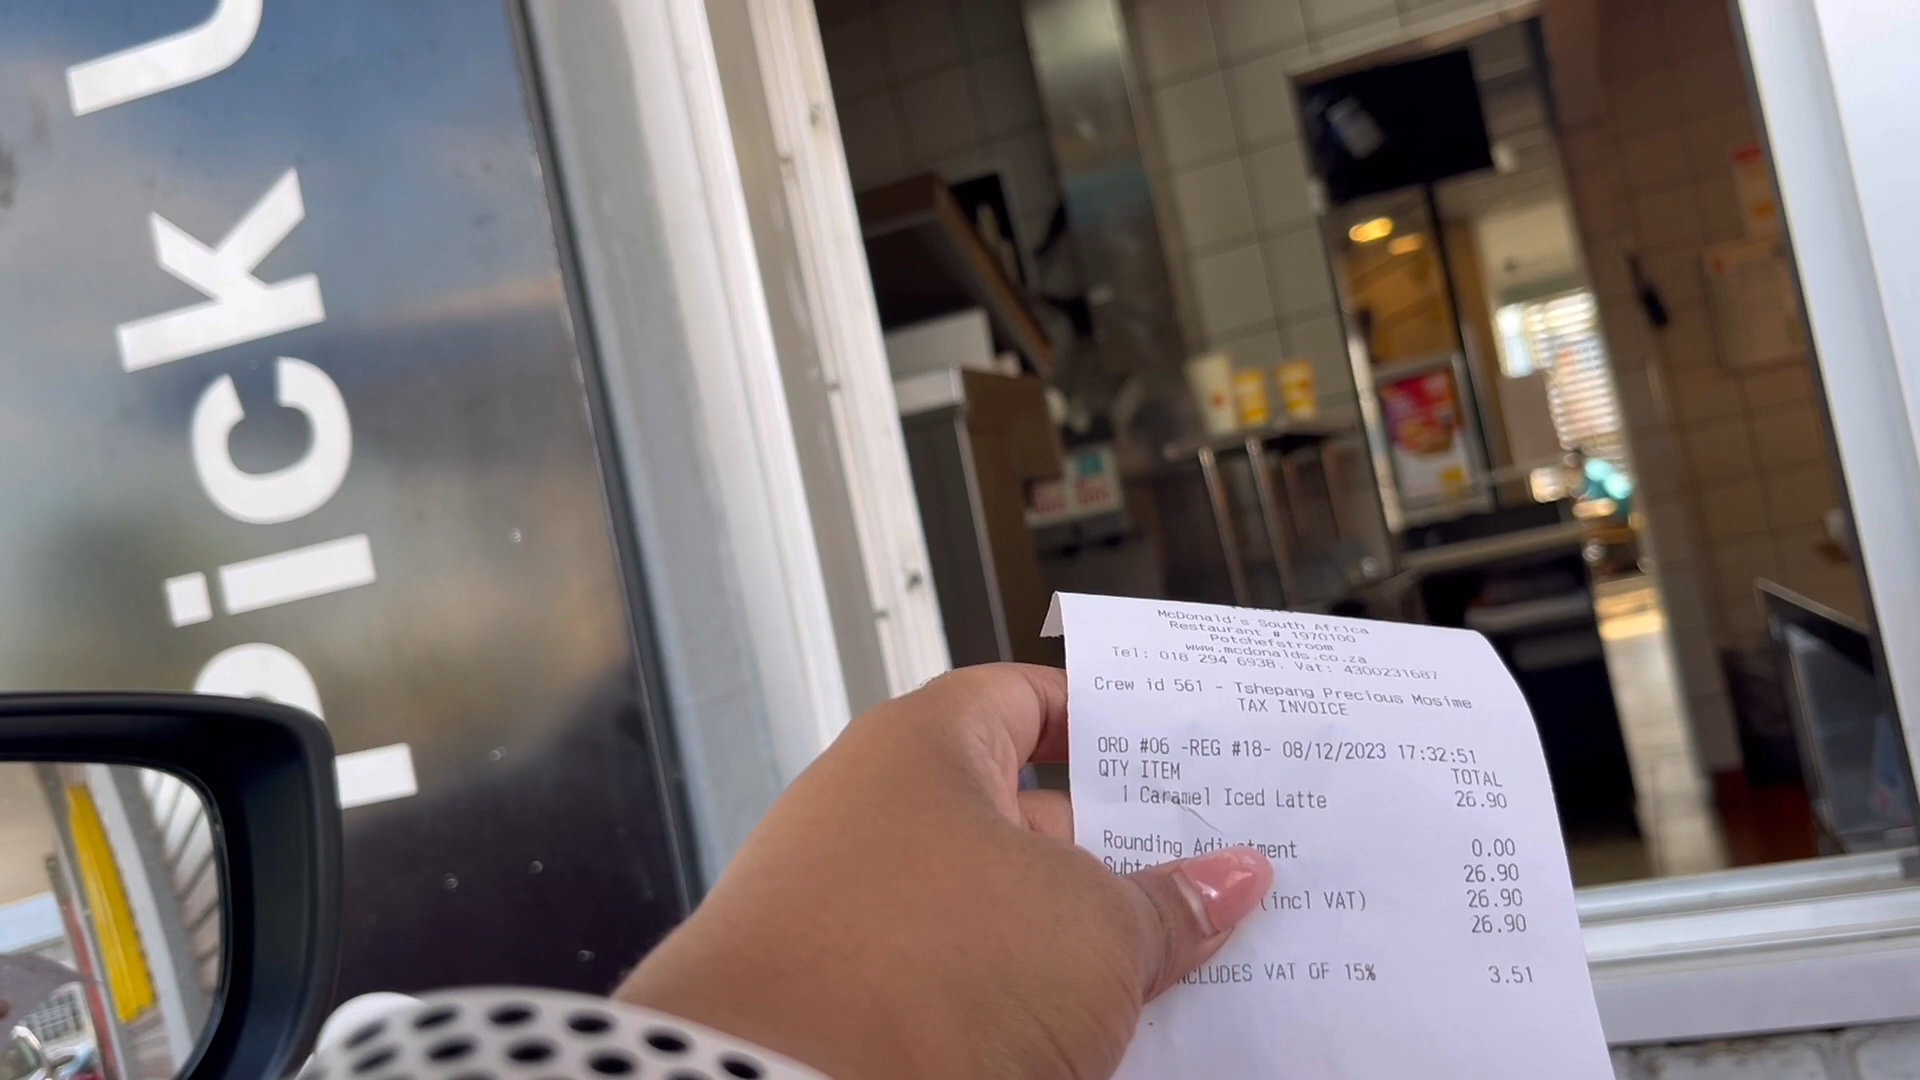 Pick U
McDonald's South Africa
Restaurant # 1970100
Potchefstroom
www.mcdonalds.co.za
Tel: 018 294 6938. Vat: 4300231687
Crew id 561 - Tshepang Precious Mosime
TAX INVOICE
ORD #06 -REG #18- 08/12/2023 17:32:51
QTY ITEM TOTAL
1 Caramel Iced Latte 26.90
Rounding Adjustment 0.00
26.90
(incl VAT) 26.90
26.90
VAT OF 15% 3.51